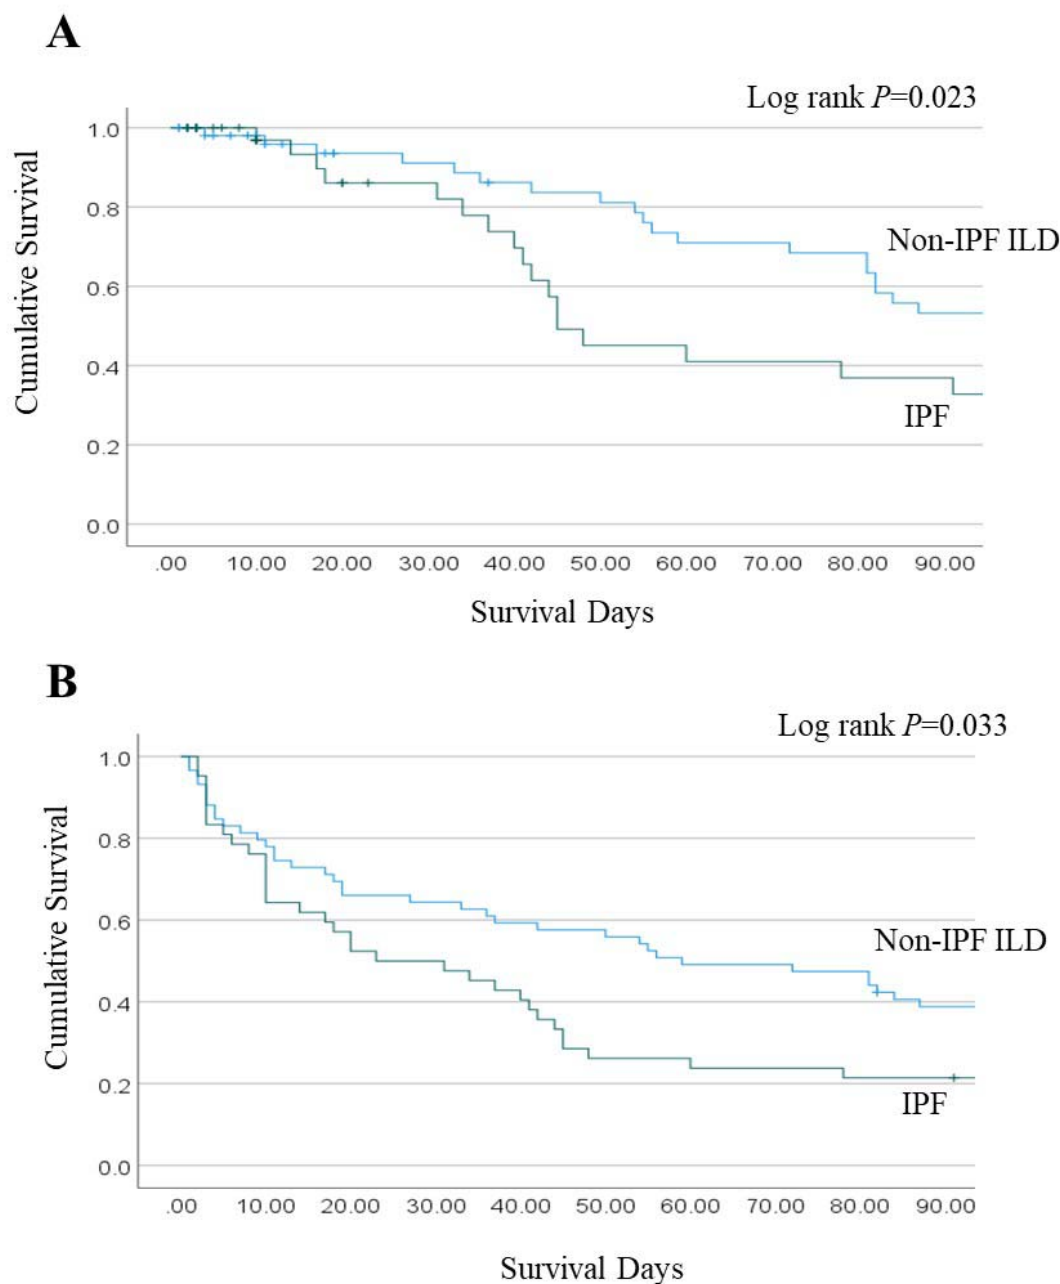 A
Log rank P=0.023
Cumulative Survival
1.0
0.8
0.6
0.4
0.2
0.0
Non-IPF ILD
IPF
.00 10.00 20.00 30.00 40.00 50.00 60.00 70.00 80.00 90.00
Survival Days
B
Log rank P=0.033
Cumulative Survival
1.0
0.8
0.6
0.4
0.2
0.0
Non-IPF ILD
IPF
.00 10.00 20.00 30.00 40.00 50.00 60.00 70.00 80.00 90.00
Survival Days